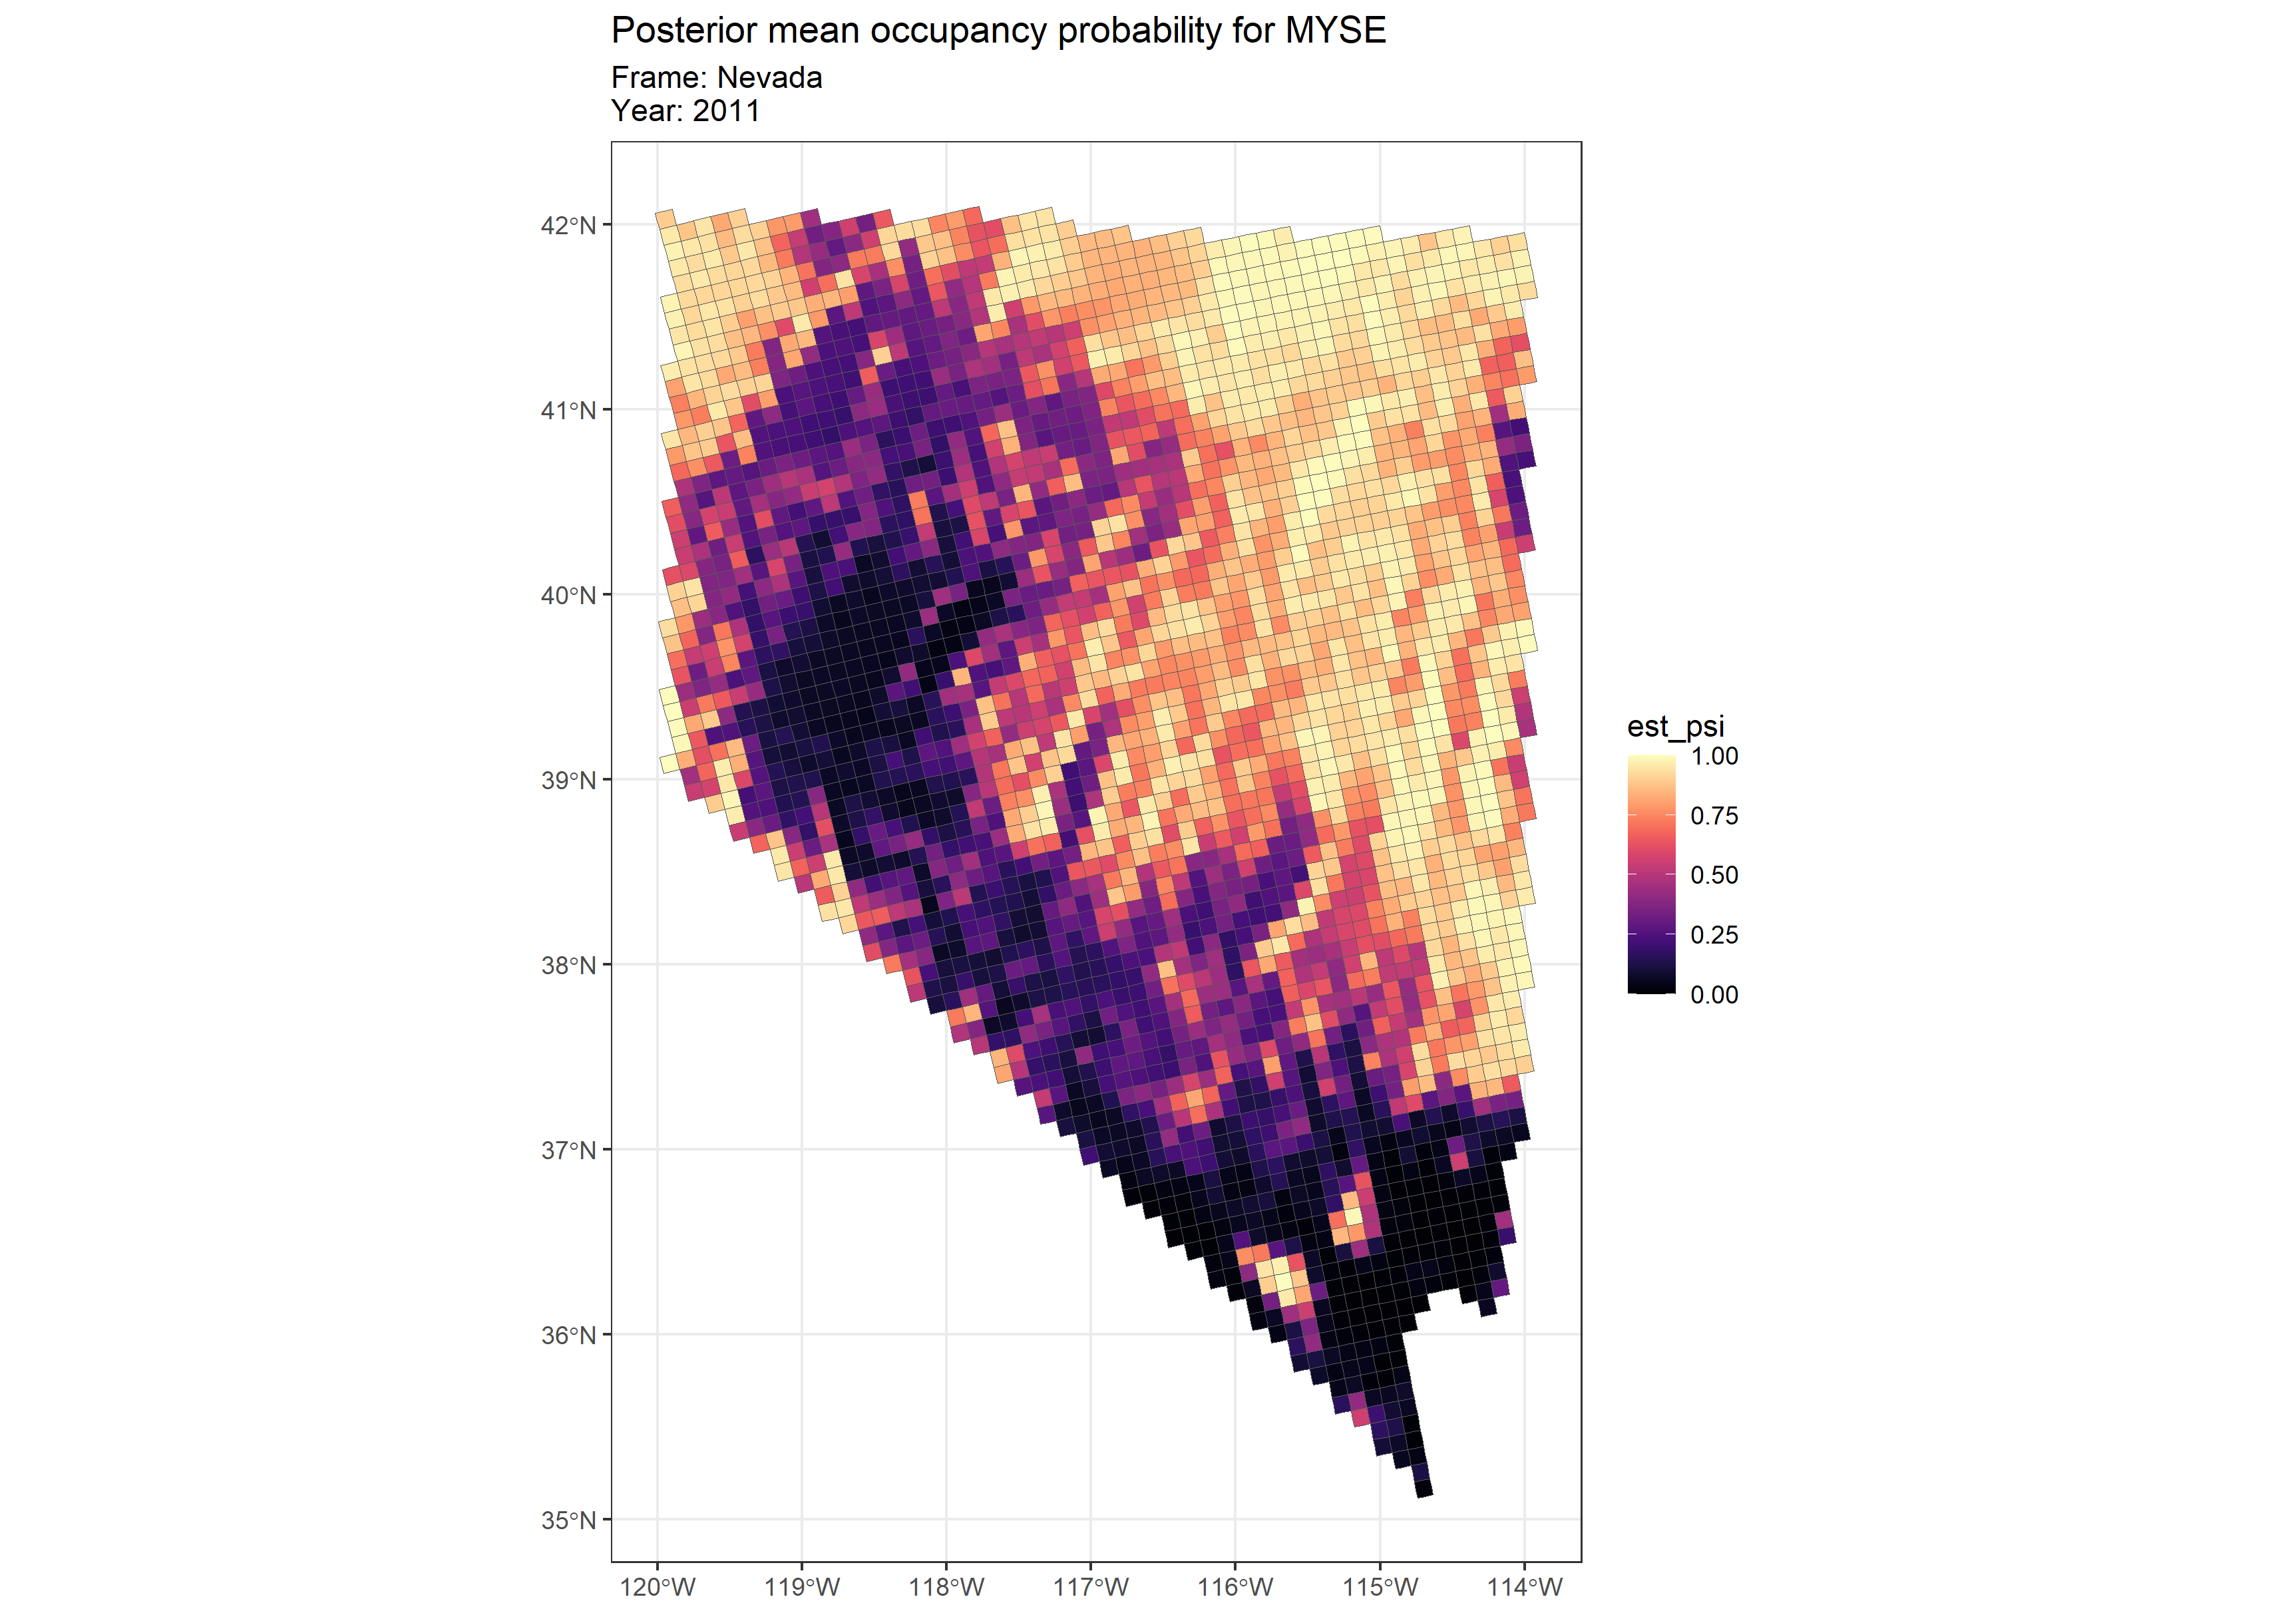 Posterior mean occupancy probability for MYSE
Frame: Nevada
Year: 2011
42°N
41°N
40°N
39°N
38°N
37°N
36°N
35°N
120°W 119°W 118°W 117°W 116°W 115°W 114°W
est_psi
1.00
0.75
0.50
0.25
0.00